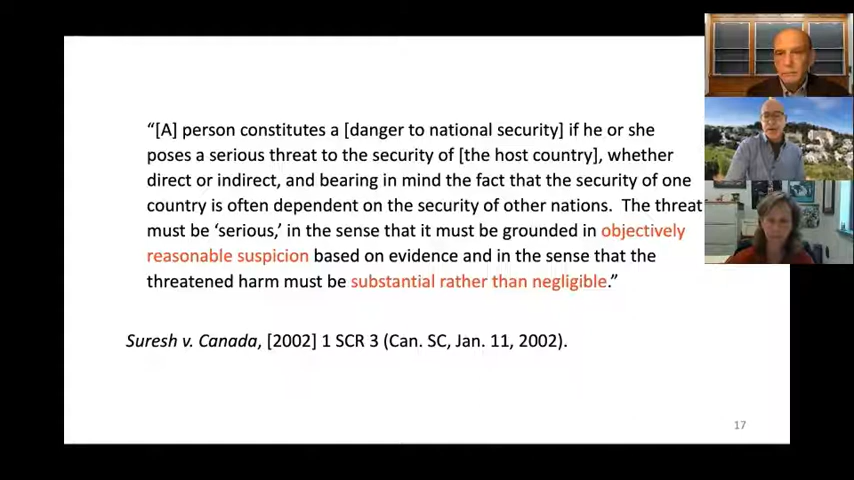 “[A] person constitutes a [danger to national security] if he or she
poses a serious threat to the security of [the host country], whether
direct or indirect, and bearing in mind the fact that the security of one
country is often dependent on the security of other nations. The threat
must be ‘serious,’ in the sense that it must be grounded in objectively
reasonable suspicion based on evidence and in the sense that the
threatened harm must be substantial rather than negligible.”
Suresh v. Canada, [2002] 1 SCR 3 (Can. SC, Jan. 11, 2002).
17